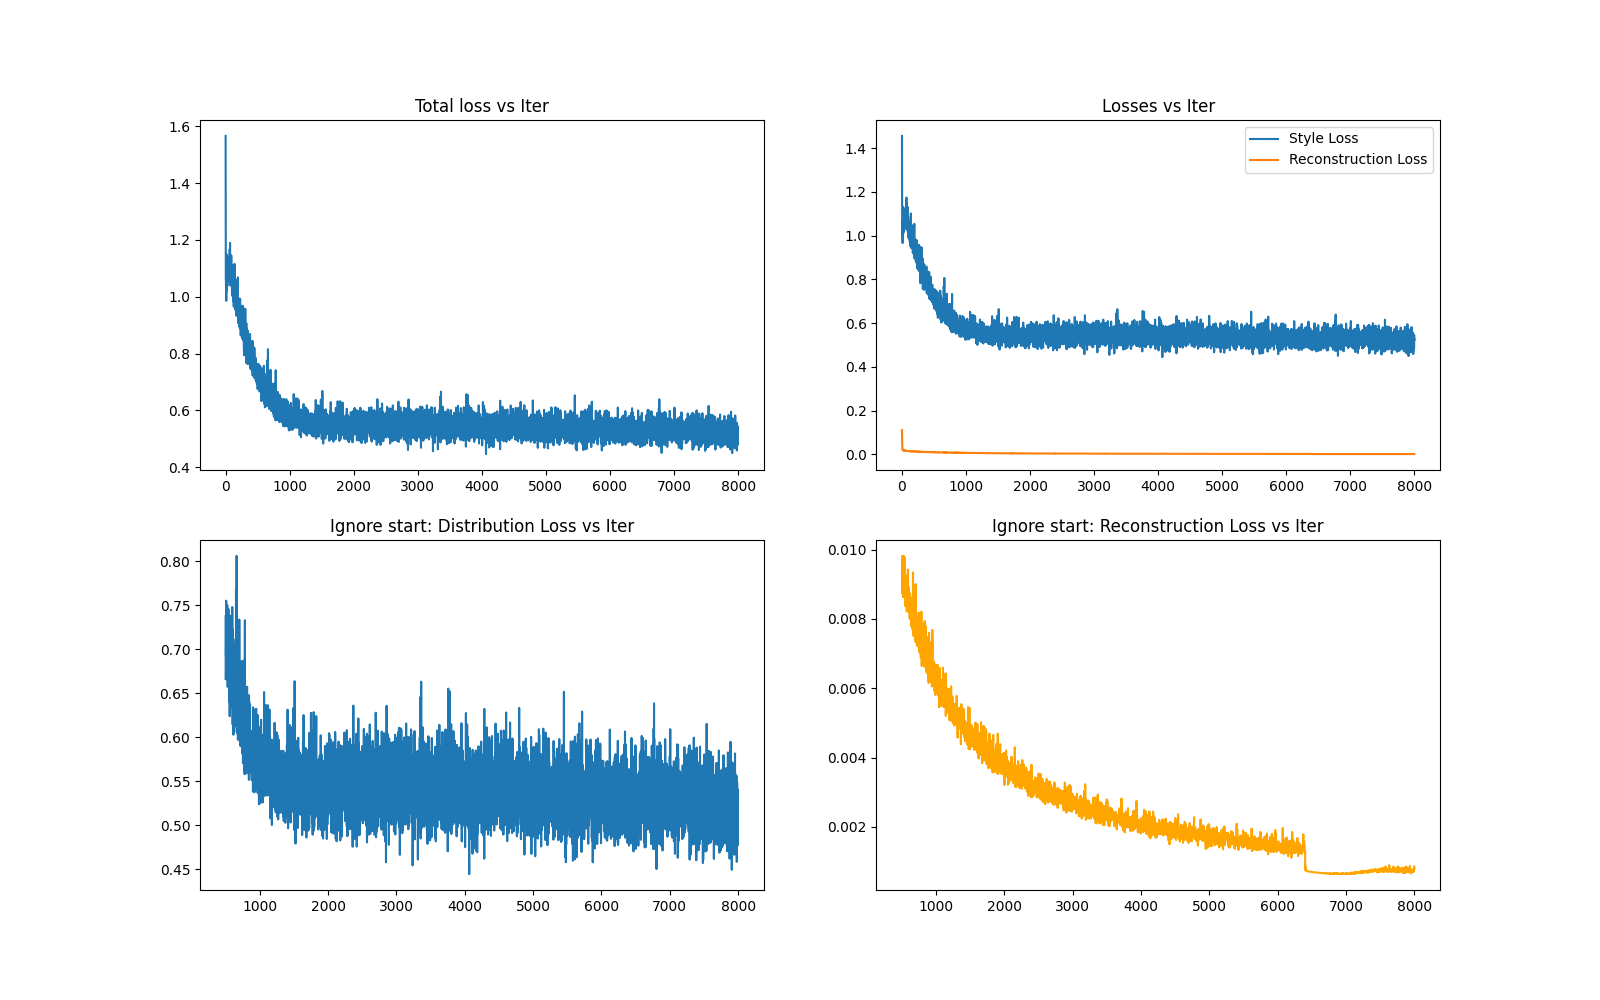 Total loss vs Iter
1.6
1.4
1.2
1.0
0.8
0.6
0.4
0 1000 2000 3000 4000 5000 6000 7000 8000
Losses vs Iter
Style Loss
Reconstruction Loss
1.4
1.2
1.0
0.8
0.6
0.4
0.2
0.0
0 1000 2000 3000 4000 5000 6000 7000 8000
Ignore start: Distribution Loss vs Iter
0.80
0.75
0.70
0.65
0.60
0.55
0.50
0.45
1000 2000 3000 4000 5000 6000 7000 8000
Ignore start: Reconstruction Loss vs Iter
0.010
0.008
0.006
0.004
0.002
1000 2000 3000 4000 5000 6000 7000 8000